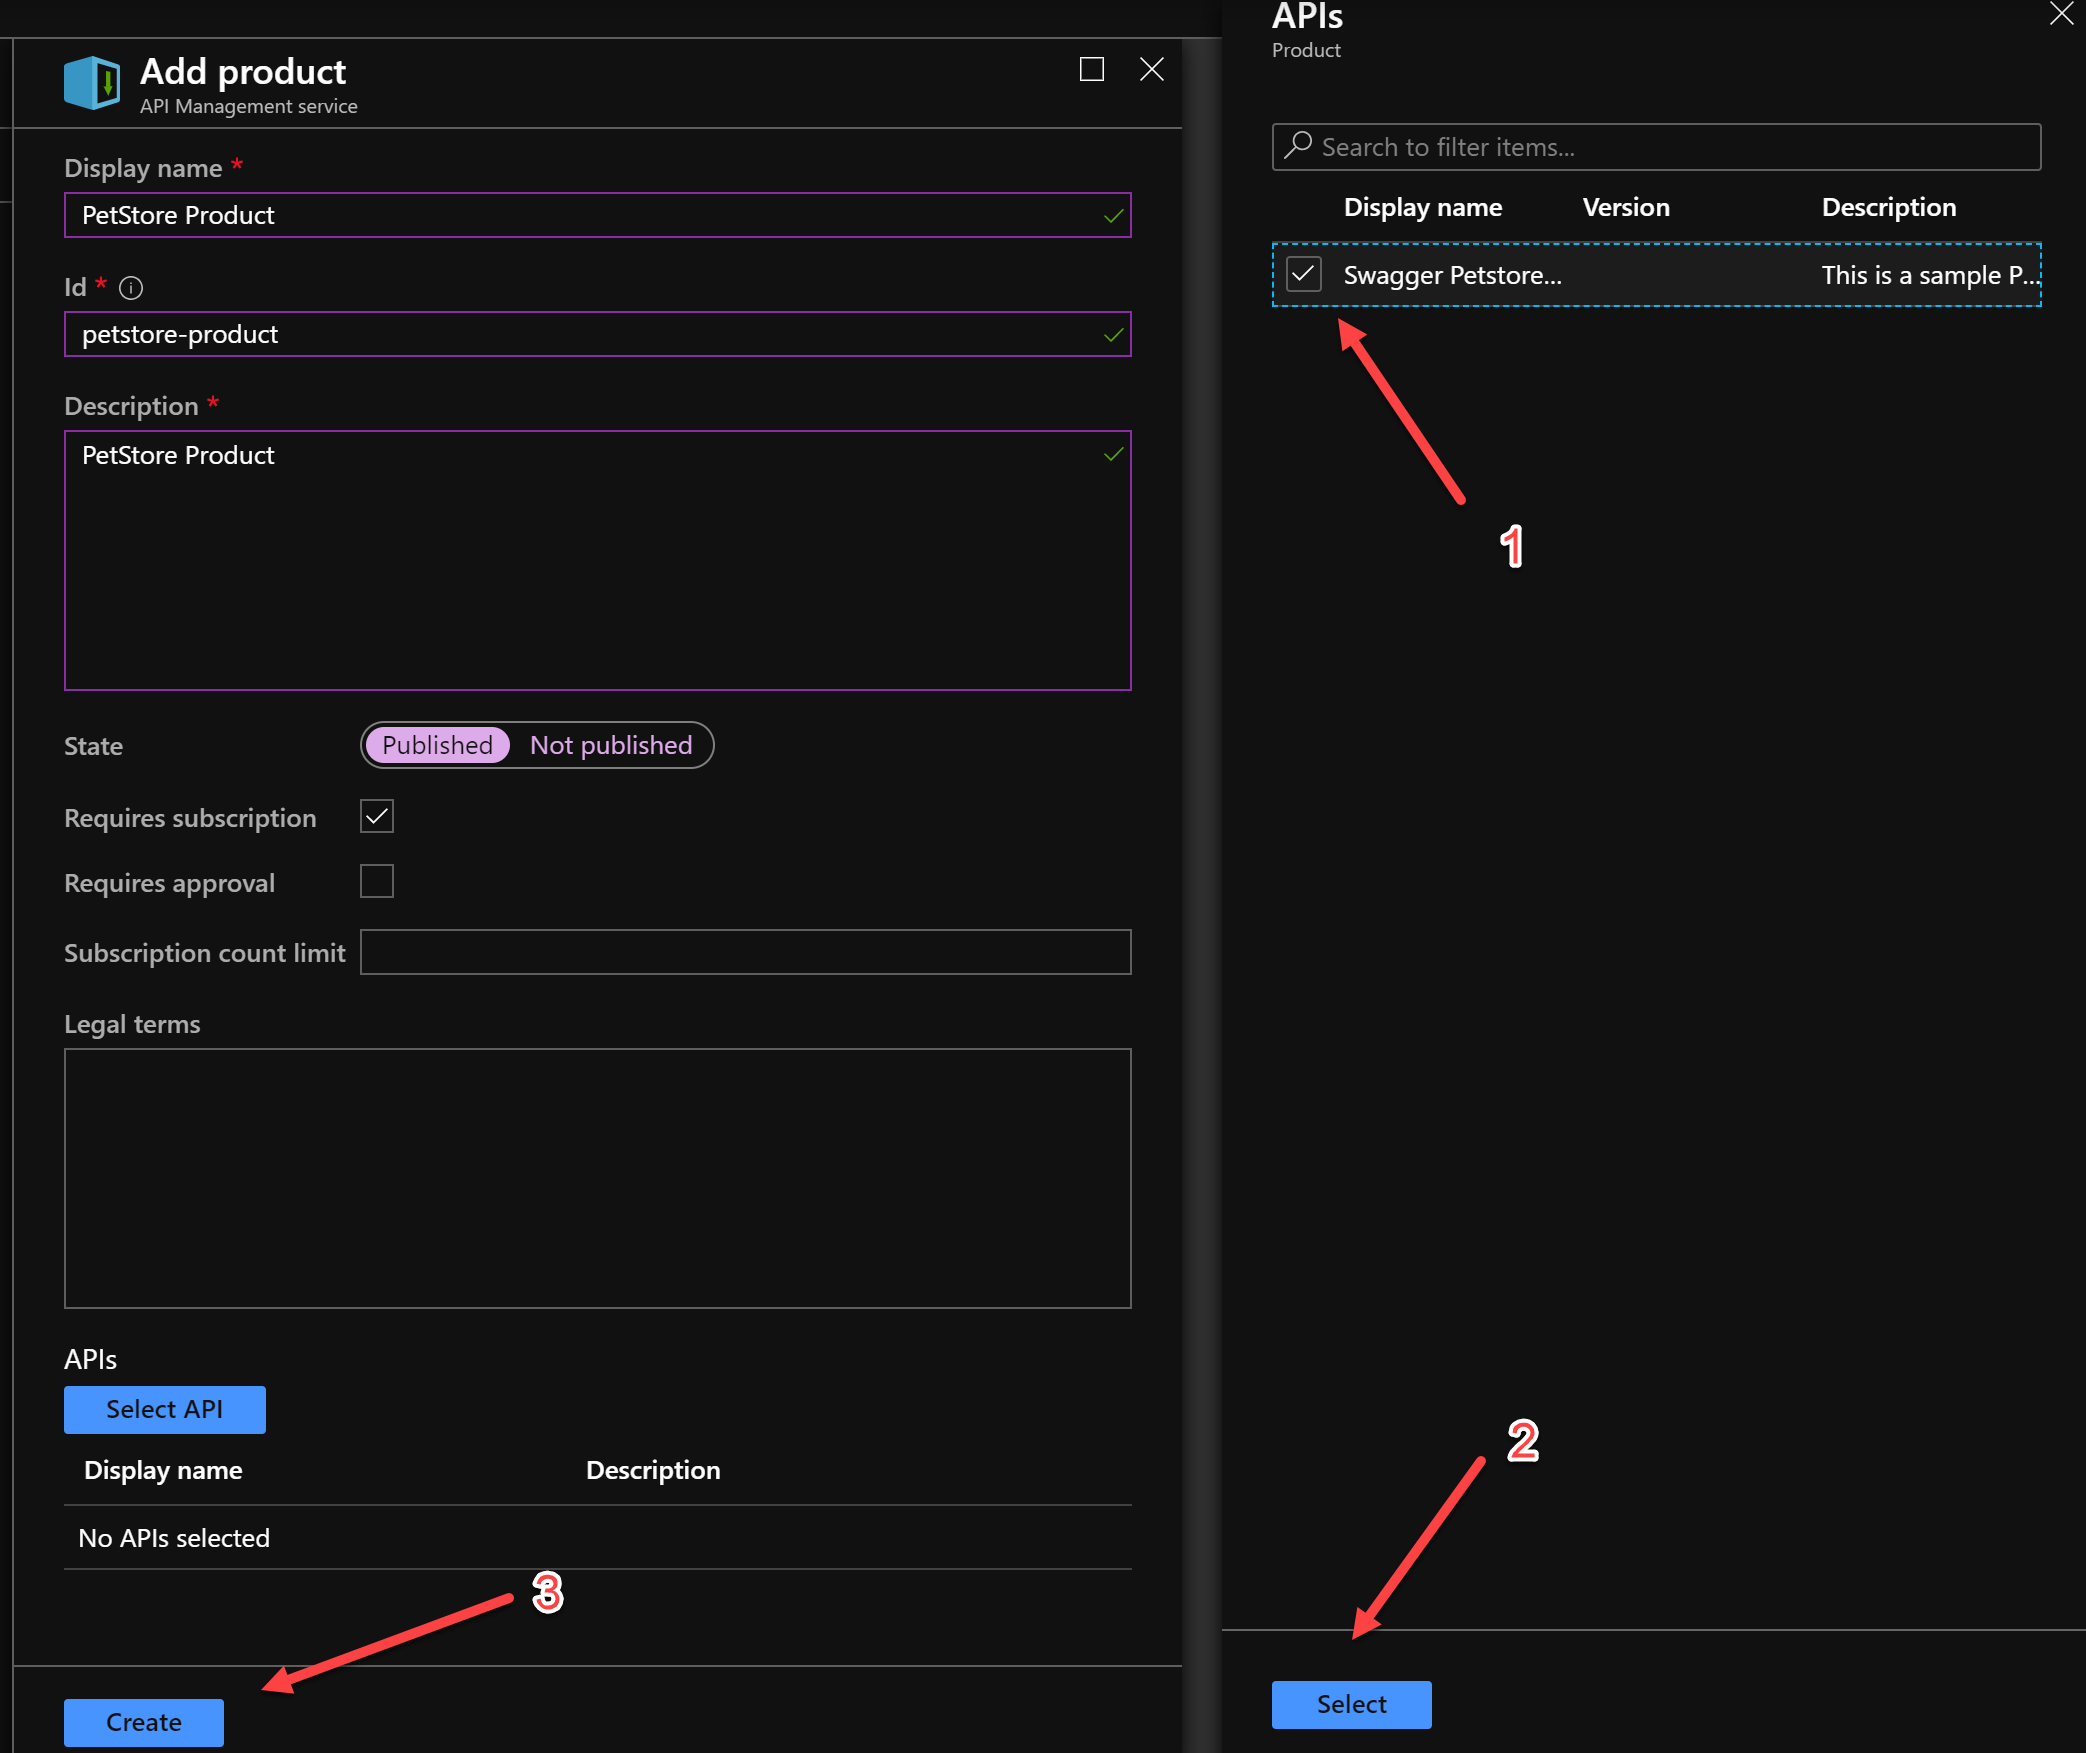 Add product
API Management service
Display name *
PetStore Product
Id *
petstore-product
Description *
PetStore Product
State
Published Not published
Requires subscription
Requires approval
Subscription count limit
Legal terms
APIs
Select API
Display name Description
No APIs selected
3
Create
APIs
Product
Search to filter items...
Display name Version Description
Swagger Petstore... This is a sample P...
1
2
Select